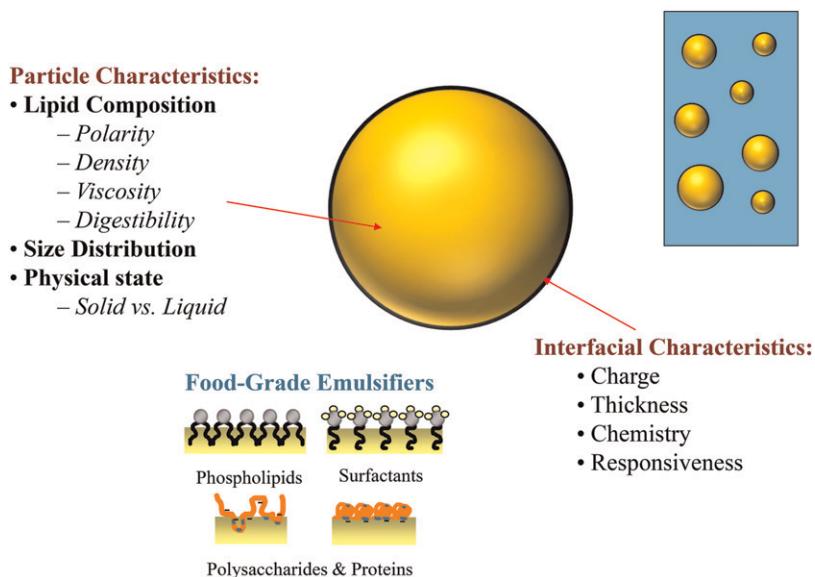 Particle Characteristics:
• Lipid Composition
– Polarity
– Density
– Viscosity
– Digestibility
• Size Distribution
• Physical state
– Solid vs. Liquid
Interfacial Characteristics:
• Charge
• Thickness
• Chemistry
• Responsiveness
Food-Grade Emulsifiers
Phospholipids
Surfactants
Polysaccharides & Proteins